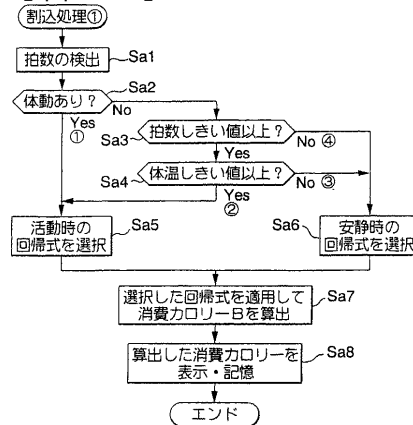 割込処理①
拍数の検出
Sa1
体動あり?
Sa2
No
Yes
①
Sa3
拍数しきい値以上?
No ④
Yes
Sa4
体温しきい値以上?
No ③
Yes
②
活動時の
回帰式を選択
Sa5
Sa6
安静時の
回帰式を選択
選択した回帰式を適用して
消費カロリーBを算出
Sa7
算出した消費カロリーを
表示・記憶
Sa8
エンド